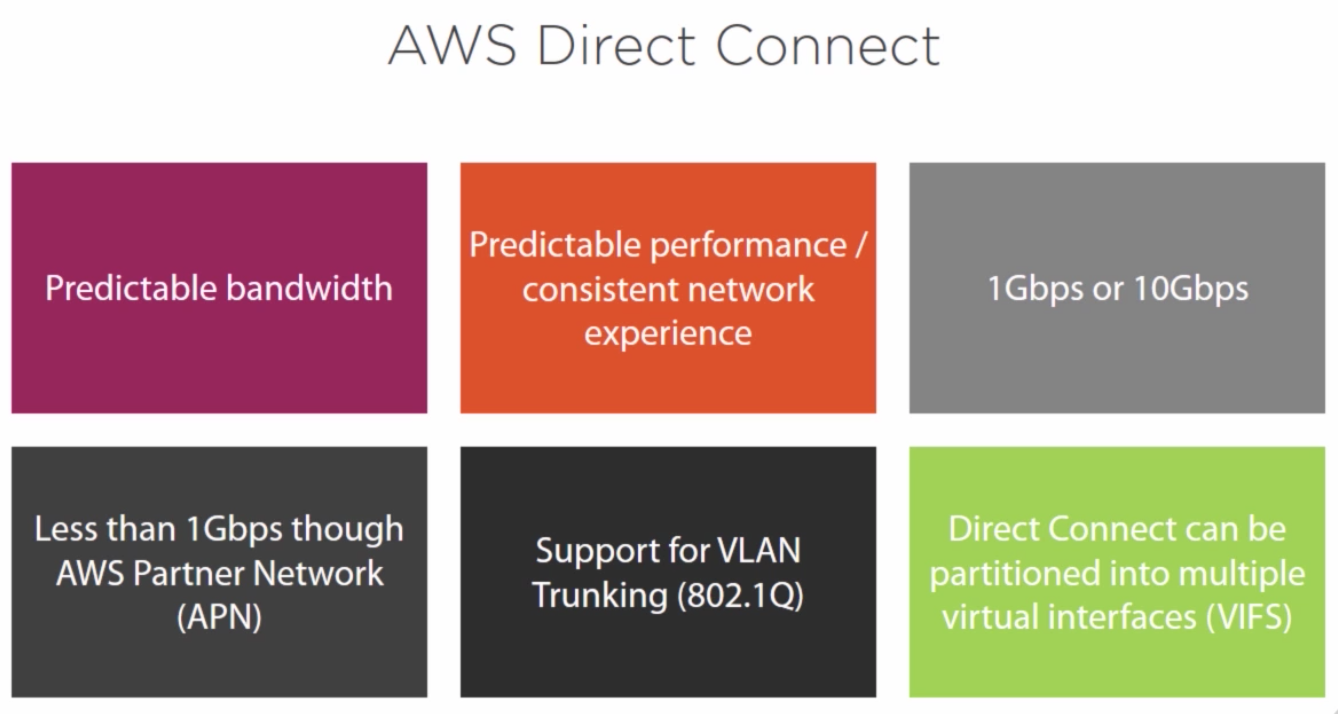 AWS Direct Connect
Predictable bandwidth
Predictable performance /
consistent network
experience
1Gbps or 10Gbps
Less than 1Gbps though
AWS Partner Network
(APN)
Support for VLAN
Trunking (802.1Q)
Direct Connect can be
partitioned into multiple
virtual interfaces (VIFS)